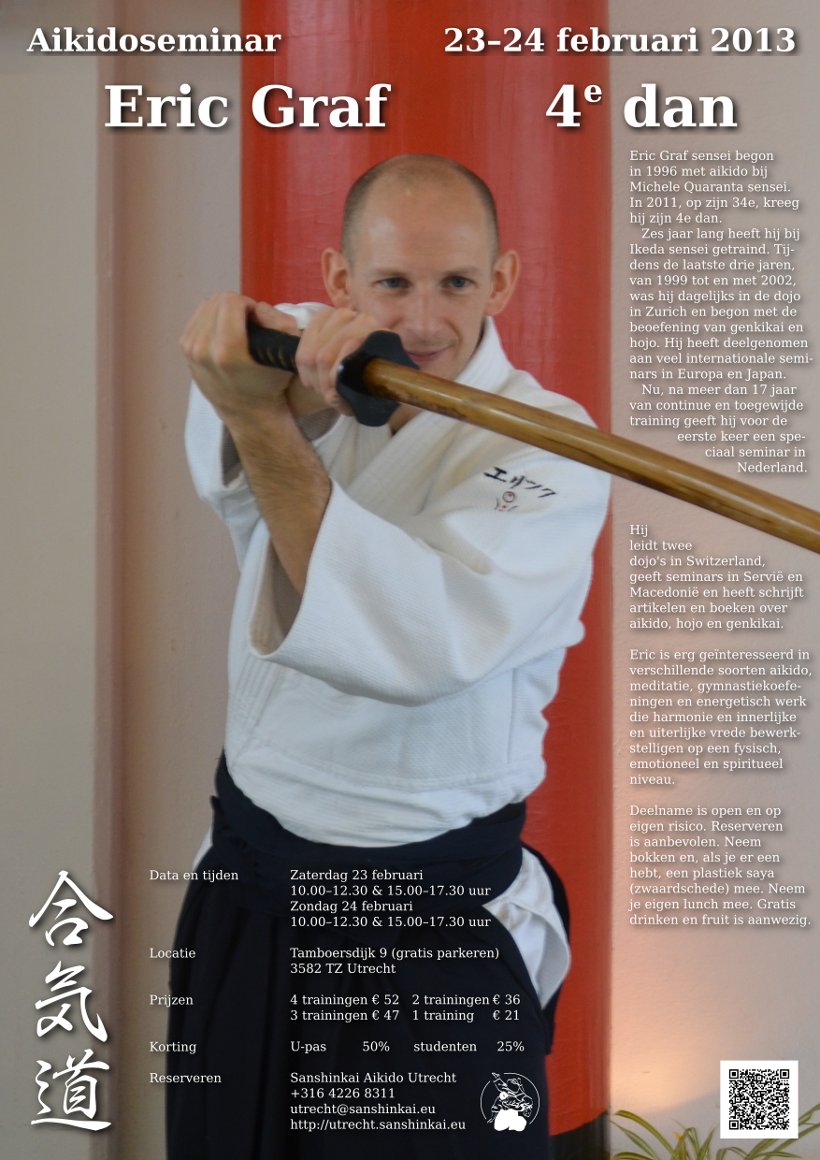 Aikidoseminar 23–24 februari 2013
Eric Graf 4e dan
Eric Graf sensei begon
in 1996 met aikido bij
Michele Quaranta sensei.
In 2011, op zijn 34e, kreeg
hij zijn 4e dan.
Zes jaar lang heeft hij bij
Ikeda sensei getraind. Tij-
dens de laatste drie jaren,
van 1999 tot en met 2002,
was hij dagelijks in de dojo
in Zurich en begon met de
beoefening van genkikai en
hojo. Hij heeft deelgenomen
aan veel internationale semi-
nars in Europa en Japan.
Nu, na meer dan 17 jaar
van continue en toegewijde
training geeft hij voor de
eerste keer een spe-
ciaal seminar in
Nederland.
エリック
Hij
leidt twee
dojo's in Switzerland,
geeft seminars in Servië en
Macedonië en heeft schrijft
artikelen en boeken over
aikido, hojo en genkikai.
Eric is erg geïnteresseerd in
verschillende soorten aikido,
meditatie, gymnastiekoefe-
ningen en energetisch werk
die harmonie en innerlijke
en uiterlijke vrede bewerk-
stelligen op een fysisch,
emotioneel en spiritueel
niveau.
Deelname is open en op
eigen risico. Reserveren
is aanbevolen. Neem
bokken en, als je er een
hebt, een plastiek saya
(zwaardschede) mee. Neem
je eigen lunch mee. Gratis
drinken en fruit is aanwezig.
合気道
Data en tijden Zaterdag 23 februari
10.00–12.30 & 15.00–17.30 uur
Zondag 24 februari
10.00–12.30 & 15.00–17.30 uur
Locatie Tamboersdijk 9 (gratis parkeren)
3582 TZ Utrecht
Prijzen 4 trainingen € 52 2 trainingen € 36
3 trainingen € 47 1 training € 21
Korting U-pas 50% studenten 25%
Reserveren Sanshinkai Aikido Utrecht
+316 4226 8311
utrecht@sanshinkai.eu
http://utrecht.sanshinkai.eu